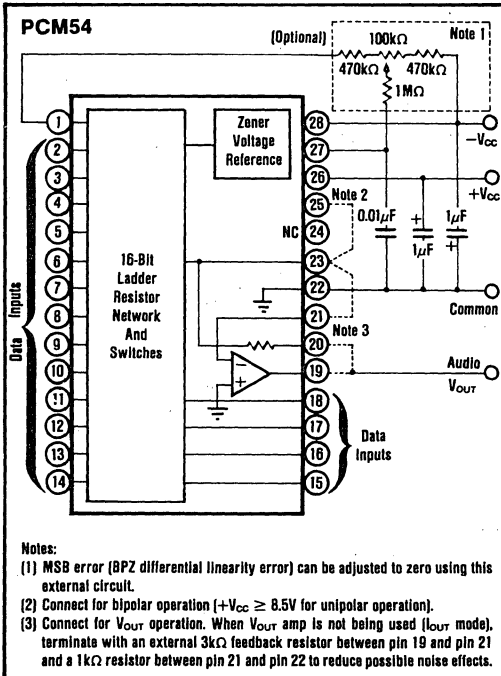 PCM54
(Optional)
100kΩ
Note 1
470kΩ
470kΩ
1MΩ
Zoner
Voltage
Reference
16-Bit
Ladder
Resistor
Network
And
Switches
1
2
3
4
5
6
7
8
9
10
11
12
13
14
Data Inputs
28
27
26
25
NC 24
23
22
21
20
19
18
17
16
15
Note 2
Note 3
Data
Inputs
−Vcc
+Vcc
0.01μF
+
1μF
1μF
+
Common
Audio
VOUT
−
+
Notes:
(1) MSB error (BPZ differential linearity error) can be adjusted to zero using this
external circuit.
(2) Connect for bipolar operation (+Vcc ≥ 8.5V for unipolar operation).
(3) Connect for VOUT operation. When VOUT amp is not being used (IOUT mode),
terminate with an external 3kΩ feedback resistor between pin 19 and pin 21
and a 1kΩ resistor between pin 21 and pin 22 to reduce possible noise effects.